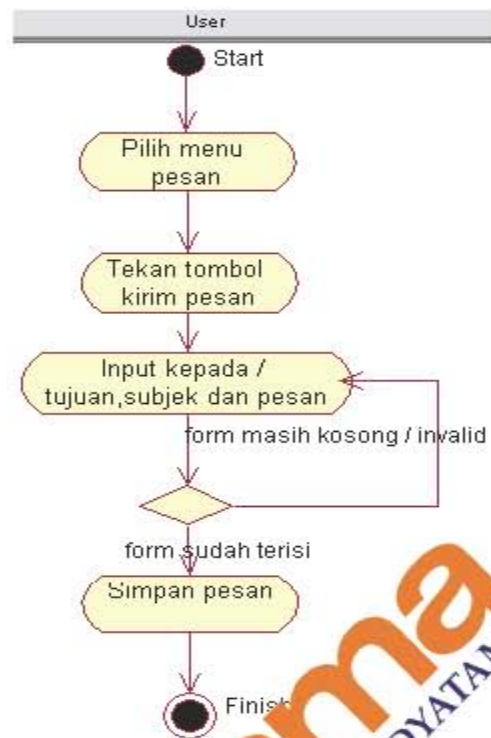 User
Start
Pilih menu
pesan
Tekan tombol
kirim pesan
Input kepada /
tujuan,subjek dan pesan
form masih kosong / invalid
form sudah terisi
Simpan pesan
Finish